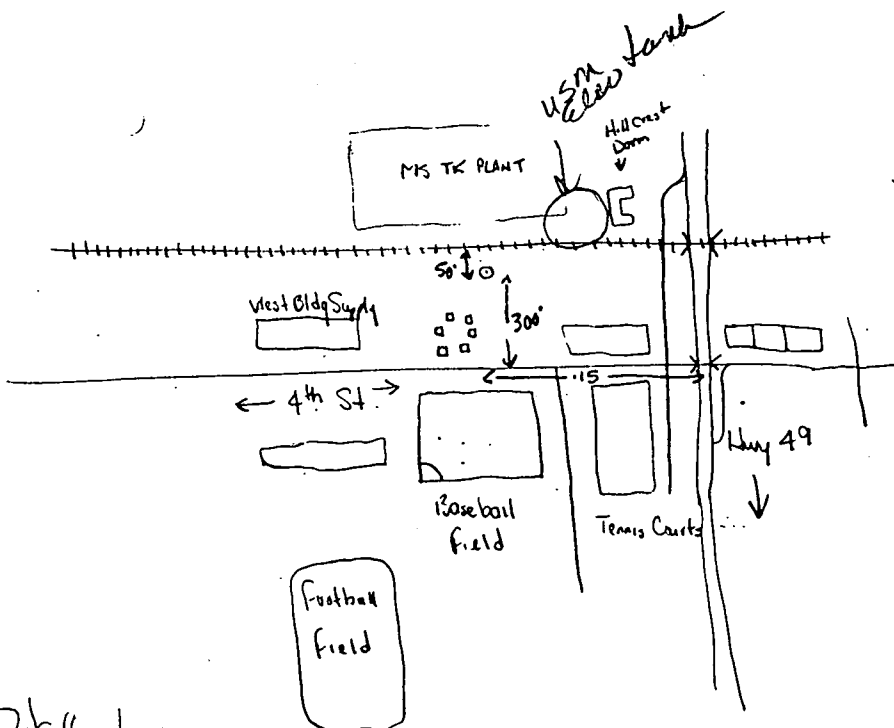 USM
Elev tank
Hillcrest
Dorm
MS TK PLANT
50'
West Bldg Supply
300'
.15
← 4th St. →
Hwy 49
Baseball
field
Tennis Courts
Football
field